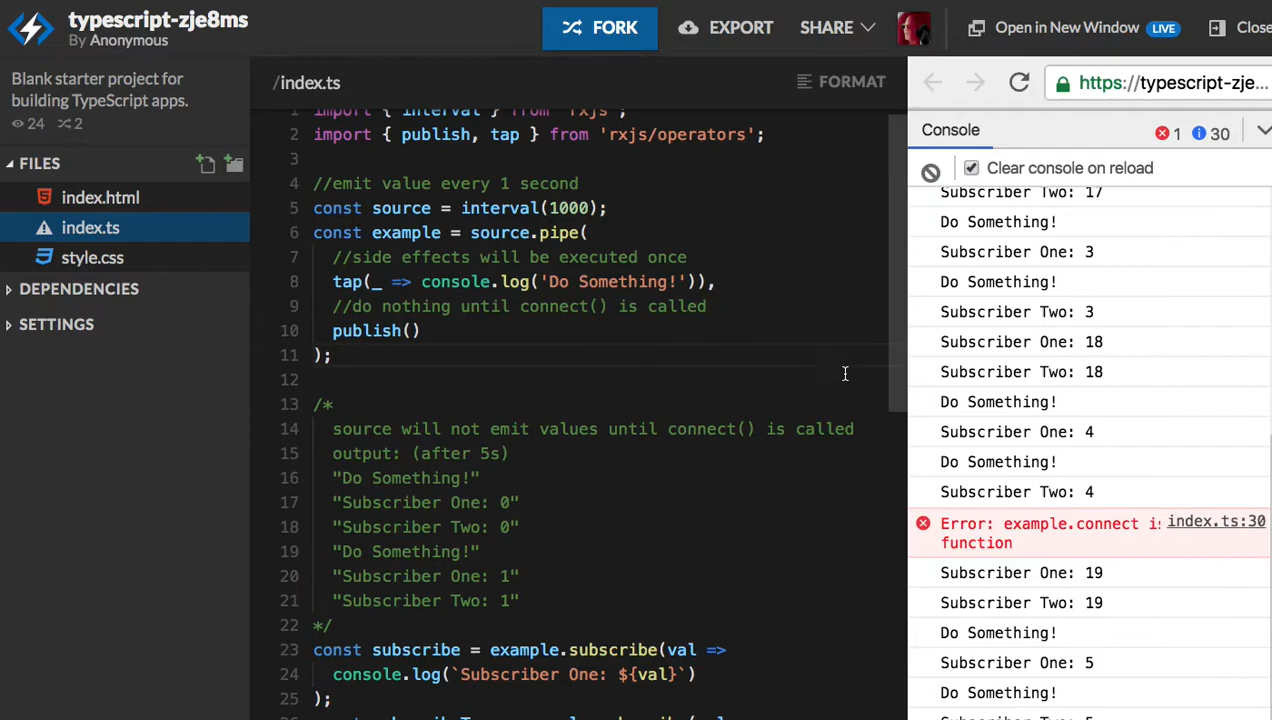 typescript-zje8ms
By Anonymous
FORK
EXPORT
SHARE
Open in New Window LIVE
Close
Blank starter project for
building TypeScript apps.
24 2
FILES
index.html
index.ts
style.css
DEPENDENCIES
SETTINGS
/index.ts
FORMAT
1 import { interval } from 'rxjs';
2 import { publish, tap } from 'rxjs/operators';
3
4 //emit value every 1 second
5 const source = interval(1000);
6 const example = source.pipe(
7 //side effects will be executed once
8 tap(_ => console.log('Do Something!')),
9 //do nothing until connect() is called
10 publish()
11 );
12
13 /*
14 source will not emit values until connect() is called
15 output: (after 5s)
16 "Do Something!"
17 "Subscriber One: 0"
18 "Subscriber Two: 0"
19 "Do Something!"
20 "Subscriber One: 1"
21 "Subscriber Two: 1"
22 */
23 const subscribe = example.subscribe(val =>
24 console.log(`Subscriber One: ${val}`)
25 );
https://typescript-zje...
Console
1 30
Clear console on reload
Subscriber Two: 17
Do Something!
Subscriber One: 3
Do Something!
Subscriber Two: 3
Subscriber One: 18
Subscriber Two: 18
Do Something!
Subscriber One: 4
Do Something!
Subscriber Two: 4
Error: example.connect i index.ts:30
function
Subscriber One: 19
Subscriber Two: 19
Do Something!
Subscriber One: 5
Do Something!